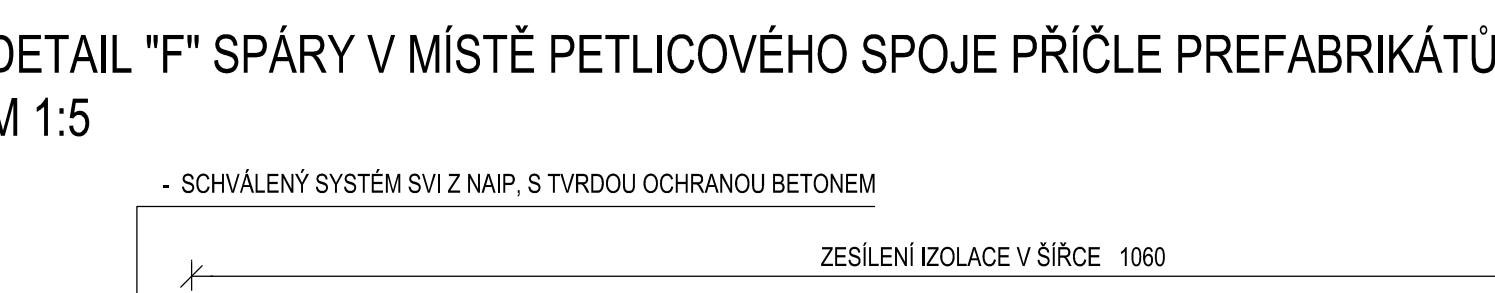 DETAIL "F" SPÁRY V MÍSTĚ PETLICOVÉHO SPOJE PŘÍČLE PREFABRIKÁTŮ
M 1:5
- SCHVÁLENÝ SYSTÉM SVI Z NAIP, S TVRDOU OCHRANOU BETONEM
ZESÍLENÍ IZOLACE V ŠÍŘCE 1060